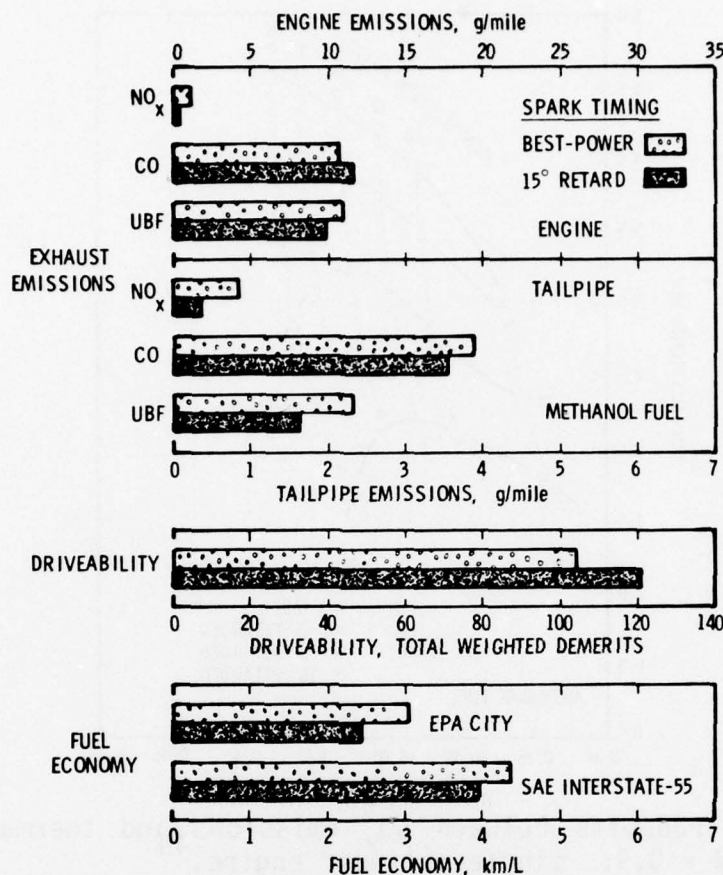 ENGINE EMISSIONS, g/mile
0 5 10 15 20 25 30 35
NOx
SPARK TIMING
BEST-POWER
CO
15° RETARD
UBF
ENGINE
EXHAUST
EMISSIONS
NOx
TAILPIPE
CO
UBF
METHANOL FUEL
0 1 2 3 4 5 6 7
TAILPIPE EMISSIONS, g/mile
DRIVEABILITY
0 20 40 60 80 100 120 140
DRIVEABILITY, TOTAL WEIGHTED DEMERITS
EPA CITY
FUEL
ECONOMY
SAE INTERSTATE-55
0 1 2 3 4 5 6 7
FUEL ECONOMY, km/L